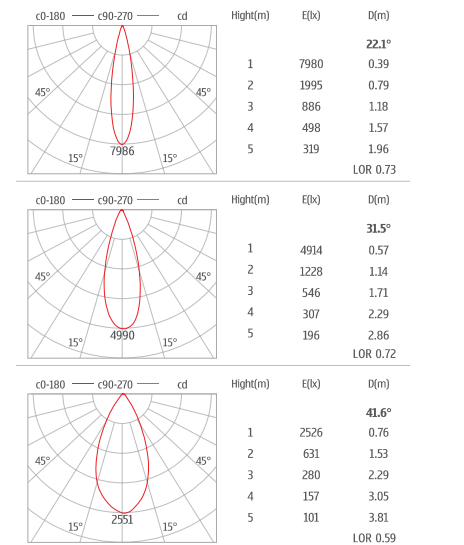 c0-180 c90-270 cd Hight(m) E(lx) D(m)
22.1°
1 7980 0.39
2 1995 0.79
45° 45°
3 886 1.18
4 498 1.57
7986
5 319 1.96
15° 15°
LOR 0.73
c0-180 c90-270 cd Hight(m) E(lx) D(m)
31.5°
1 4914 0.57
2 1228 1.14
45° 45°
3 546 1.71
4 307 2.29
4990
5 196 2.86
15° 15°
LOR 0.72
c0-180 c90-270 cd Hight(m) E(lx) D(m)
41.6°
1 2526 0.76
2 631 1.53
45° 45°
3 280 2.29
4 157 3.05
2551
5 101 3.81
15° 15°
LOR 0.59